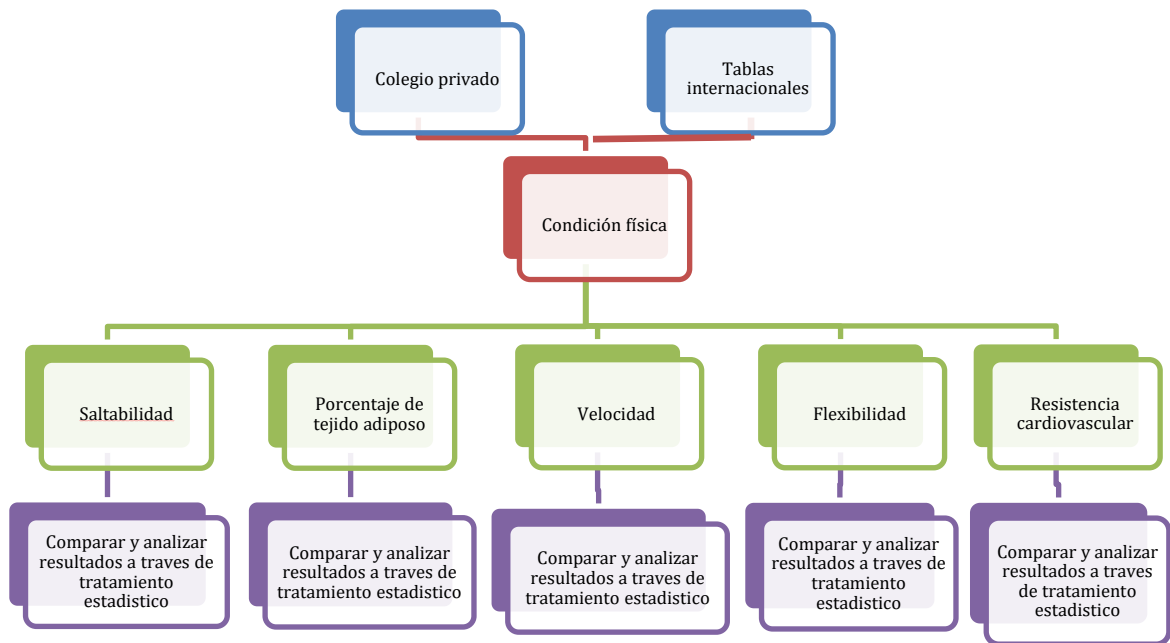 Colegio privado
Tablas
internacionales
Condición física
Saltabilidad
Porcentaje de
tejido adiposo
Velocidad
Flexibilidad
Resistencia
cardiovascular
Comparar y analizar
resultados a traves de
tratamiento
estadistico
Comparar y analizar
resultados a traves de
tratamiento estadistico
Comparar y analizar
resultados a traves de
tratamiento estadistico
Comparar y analizar
resultados a traves de
tratamiento
estadistico
Comparar y analizar
resultados a traves
de tratamiento
estadistico